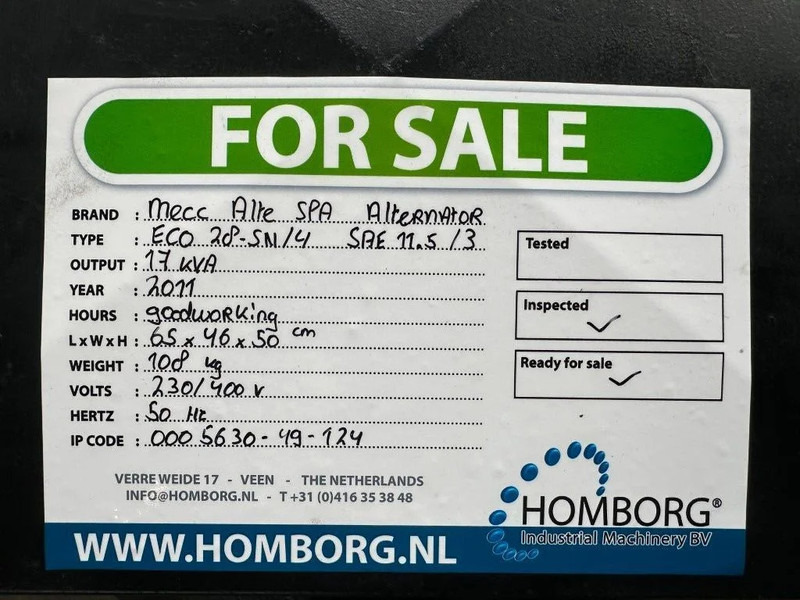 FOR SALE
BRAND : Mecc Alte SPA Alternator
TYPE : ECO 28-SN/4 SAE 11.5/3
OUTPUT : 17 kVA
YEAR : 2011
HOURS : goodworking
L x W x H : 65 x 46 x 50 cm
WEIGHT : 108 kg
VOLTS : 230/400 v
HERTZ : 50 Hz
IP CODE : 000 5630-49-124
Tested
Inspected ✓
Ready for sale ✓
VERREWEIDE 17 - VEEN - THE NETHERLANDS
INFO@HOMBORG.NL - T +31 (0)416 35 38 48
HOMBORG®
Industrial Machinery BV
WWW.HOMBORG.NL